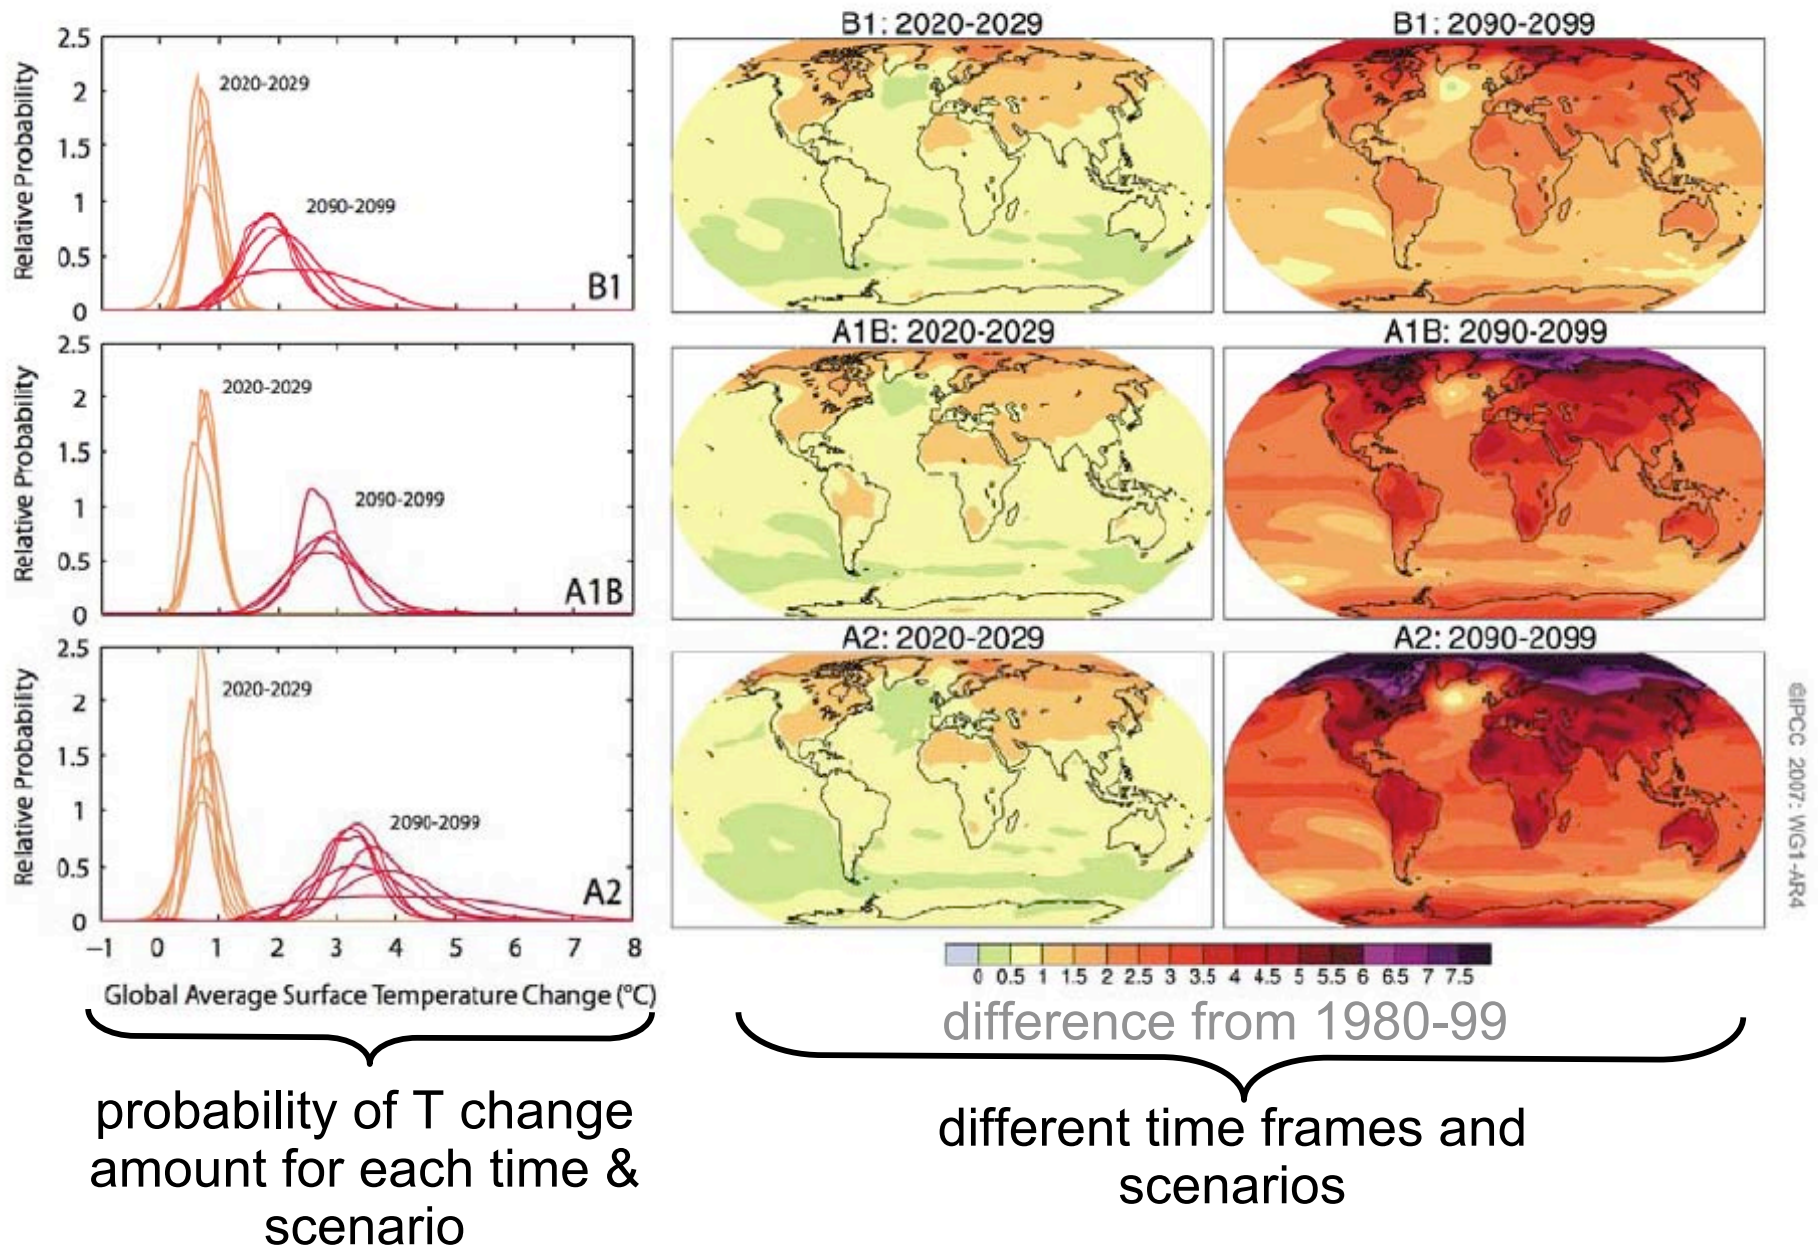 B1: 2020-2029
B1: 2090-2099
2.5
2
1.5
1
0.5
0
Relative Probability
2020-2029
2090-2099
B1
A1B: 2020-2029
A1B: 2090-2099
2.5
2
1.5
1
0.5
0
Relative Probability
2020-2029
2090-2099
A1B
A2: 2020-2029
A2: 2090-2099
2.5
2
1.5
1
0.5
0
Relative Probability
2020-2029
2090-2099
A2
−1 0 1 2 3 4 5 6 7 8
Global Average Surface Temperature Change (°C)
0 0.5 1 1.5 2 2.5 3 3.5 4 4.5 5 5.5 6 6.5 7 7.5
difference from 1980-99
©IPCC 2007: WG1-AR4
probability of T change
amount for each time &
scenario
different time frames and
scenarios